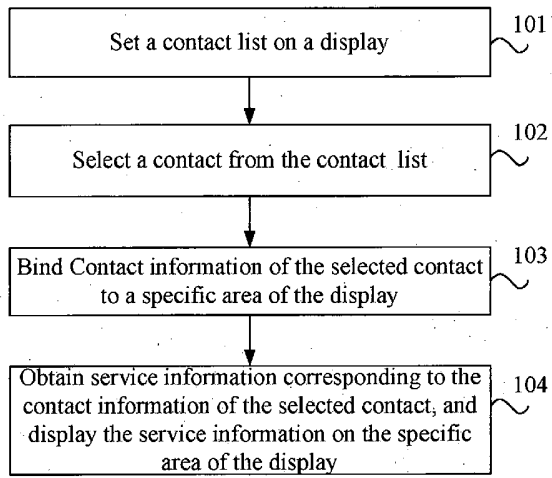 101
Set a contact list on a display
102
Select a contact from the contact list
103
Bind Contact information of the selected contact
to a specific area of the display
104
Obtain service information corresponding to the
contact information of the selected contact, and
display the service information on the specific
area of the display